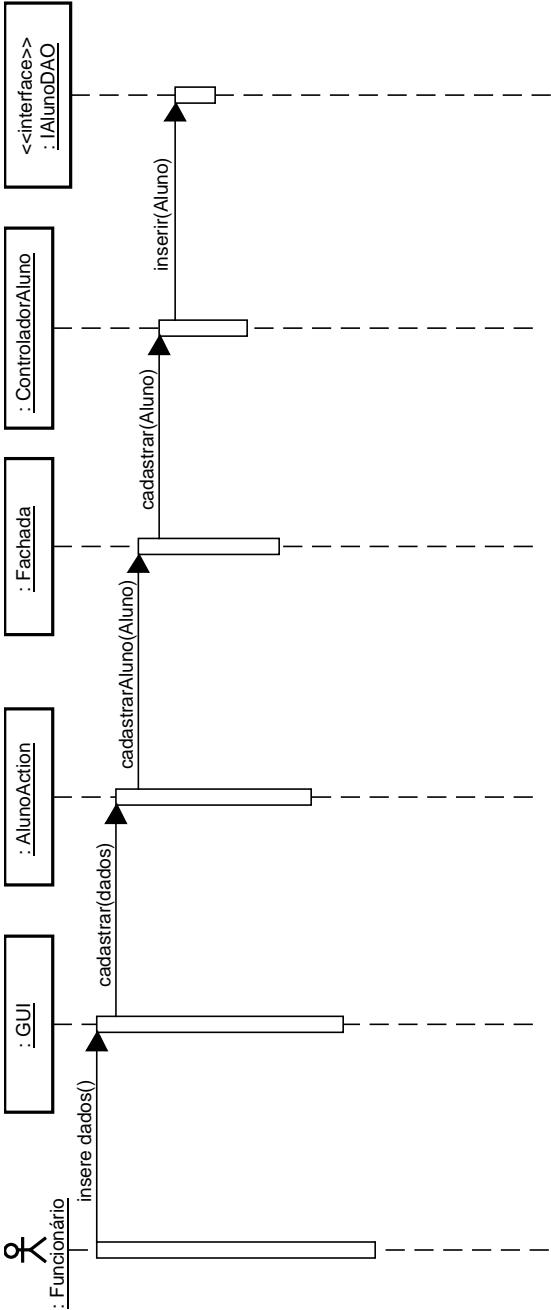 : Funcionário
: GUI
: AlunoAction
: Fachada
: ControladorAluno
<<interface>>
: IAlunoDAO
insere dados()
cadastrar(dados)
cadastrarAluno(Aluno)
cadastrar(Aluno)
inserir(Aluno)